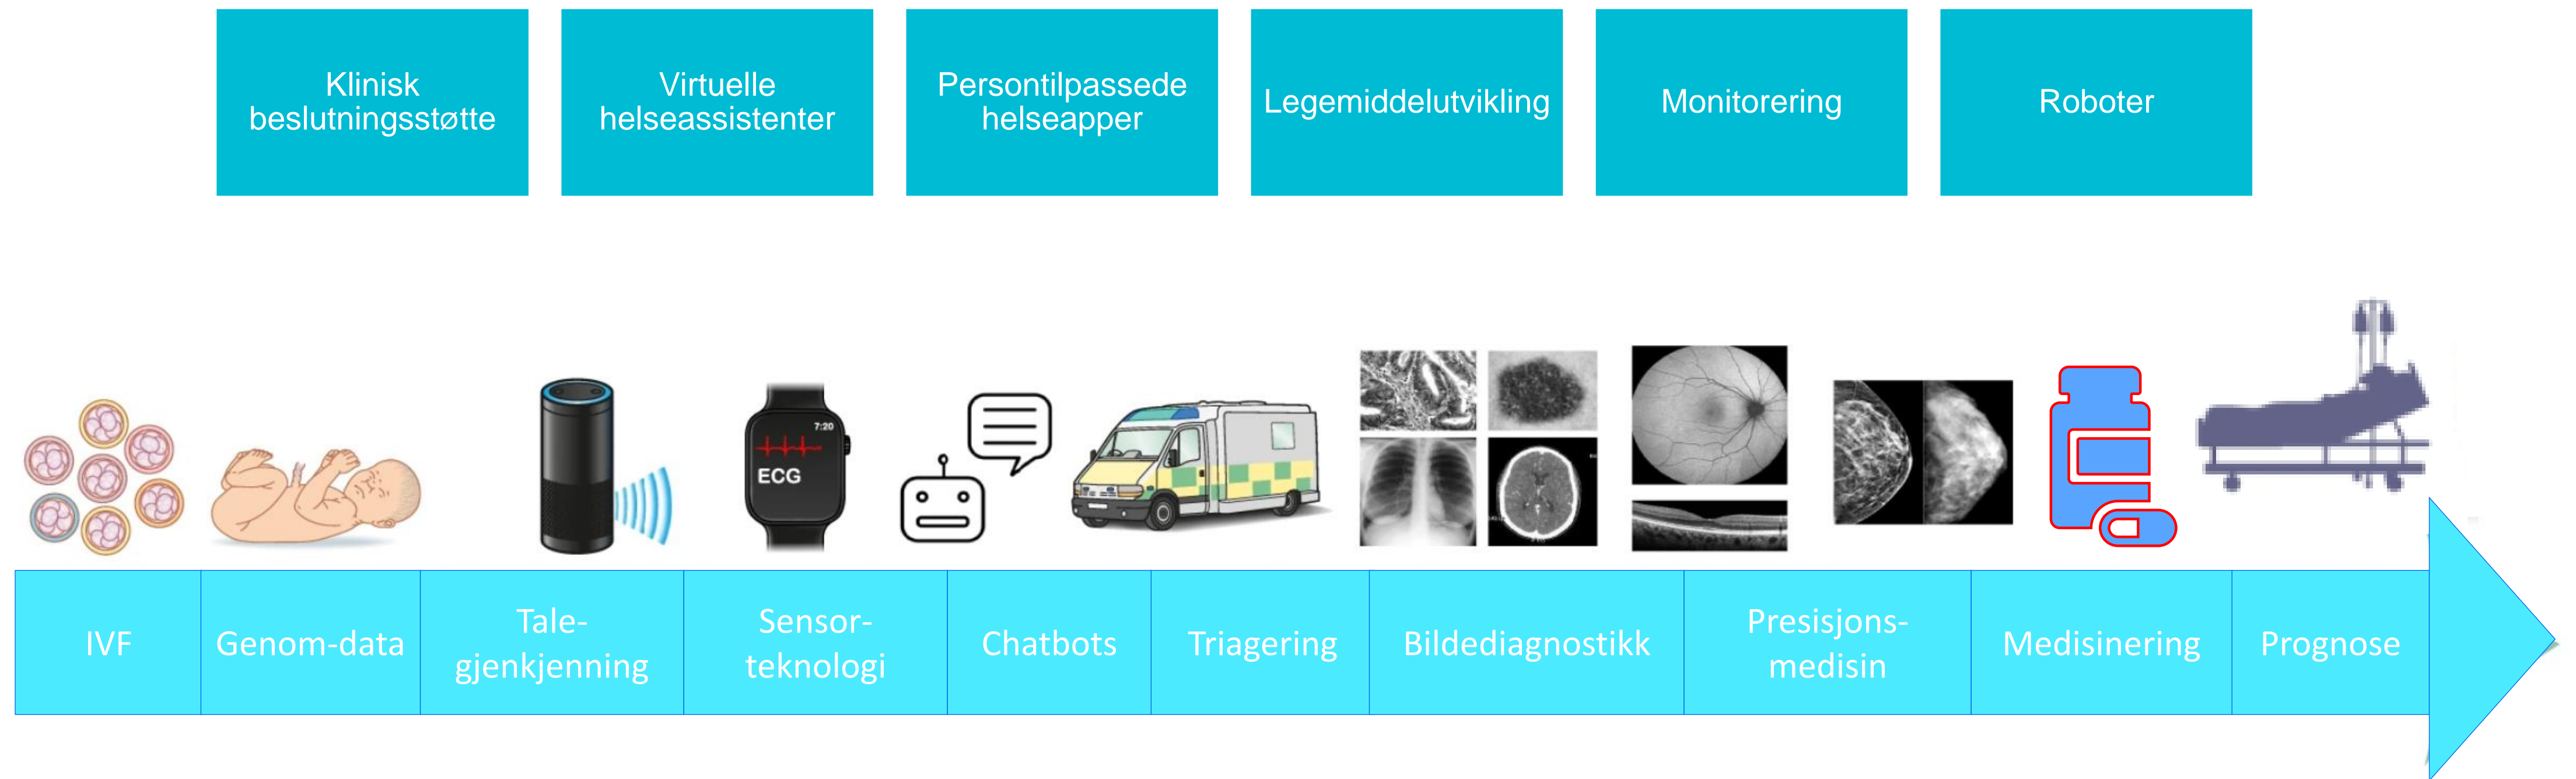 Klinisk
beslutningsstøtte
Virtuelle
helseassistenter
Persontilpassede
helseapper
Legemiddelutvikling
Monitorering
Roboter
7:20
ECG
IVF
Genom-data
Tale-
gjenkjenning
Sensor-
teknologi
Chatbots
Triagering
Bildediagnostikk
Presisjons-
medisin
Medisinering
Prognose